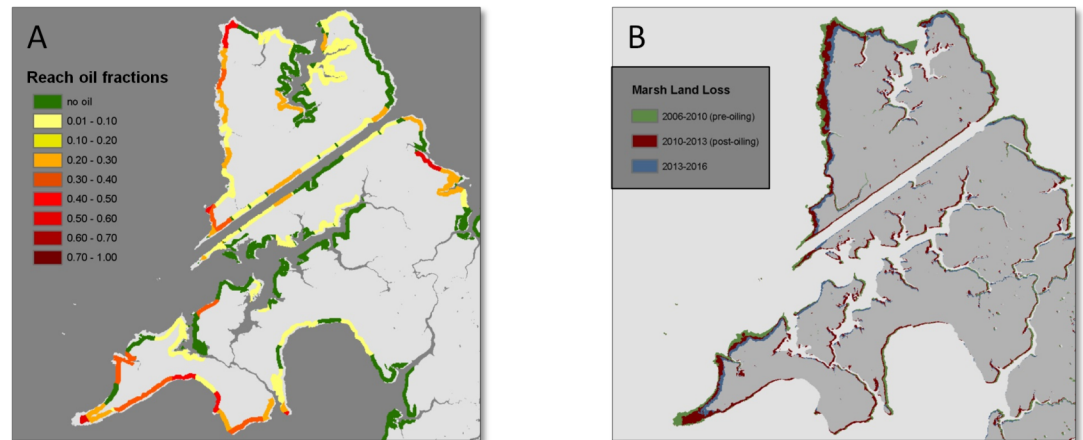 A
Reach oil fractions
no oil
0.01 - 0.10
0.10 - 0.20
0.20 - 0.30
0.30 - 0.40
0.40 - 0.50
0.50 - 0.60
0.60 - 0.70
0.70 - 1.00
B
Marsh Land Loss
2006-2010 (pre-oiling)
2010-2013 (post-oiling)
2013-2016